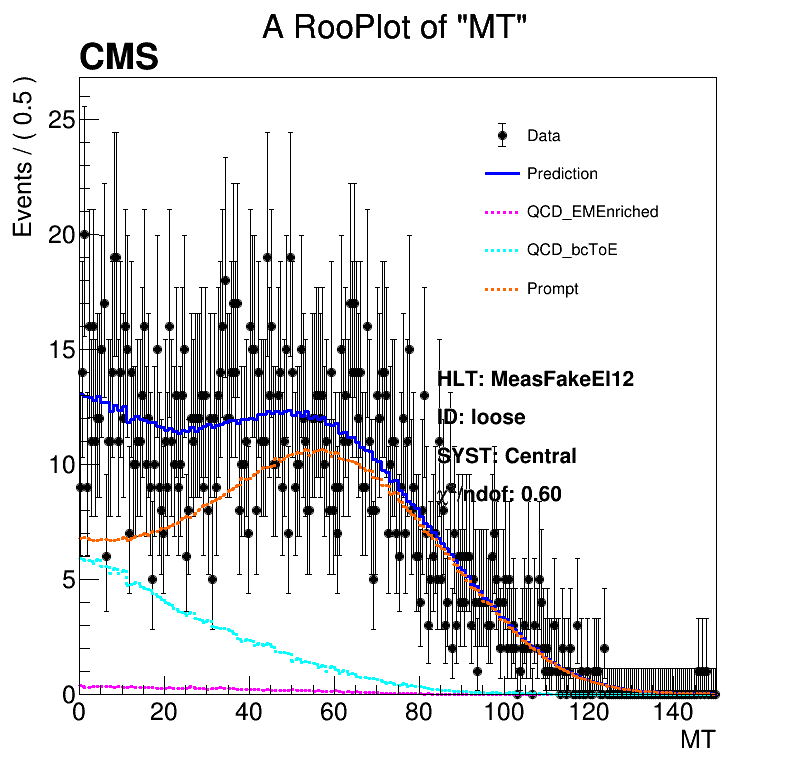 A RooPlot of "MT"
CMS
Events / ( 0.5 )
25
20
15
10
5
0
Data
Prediction
QCD_EMEnriched
QCD_bcToE
Prompt
HLT: MeasFakeEl12
ID: loose
SYST: Central
χ²/ndof: 0.60
0 20 40 60 80 100 120 140
MT